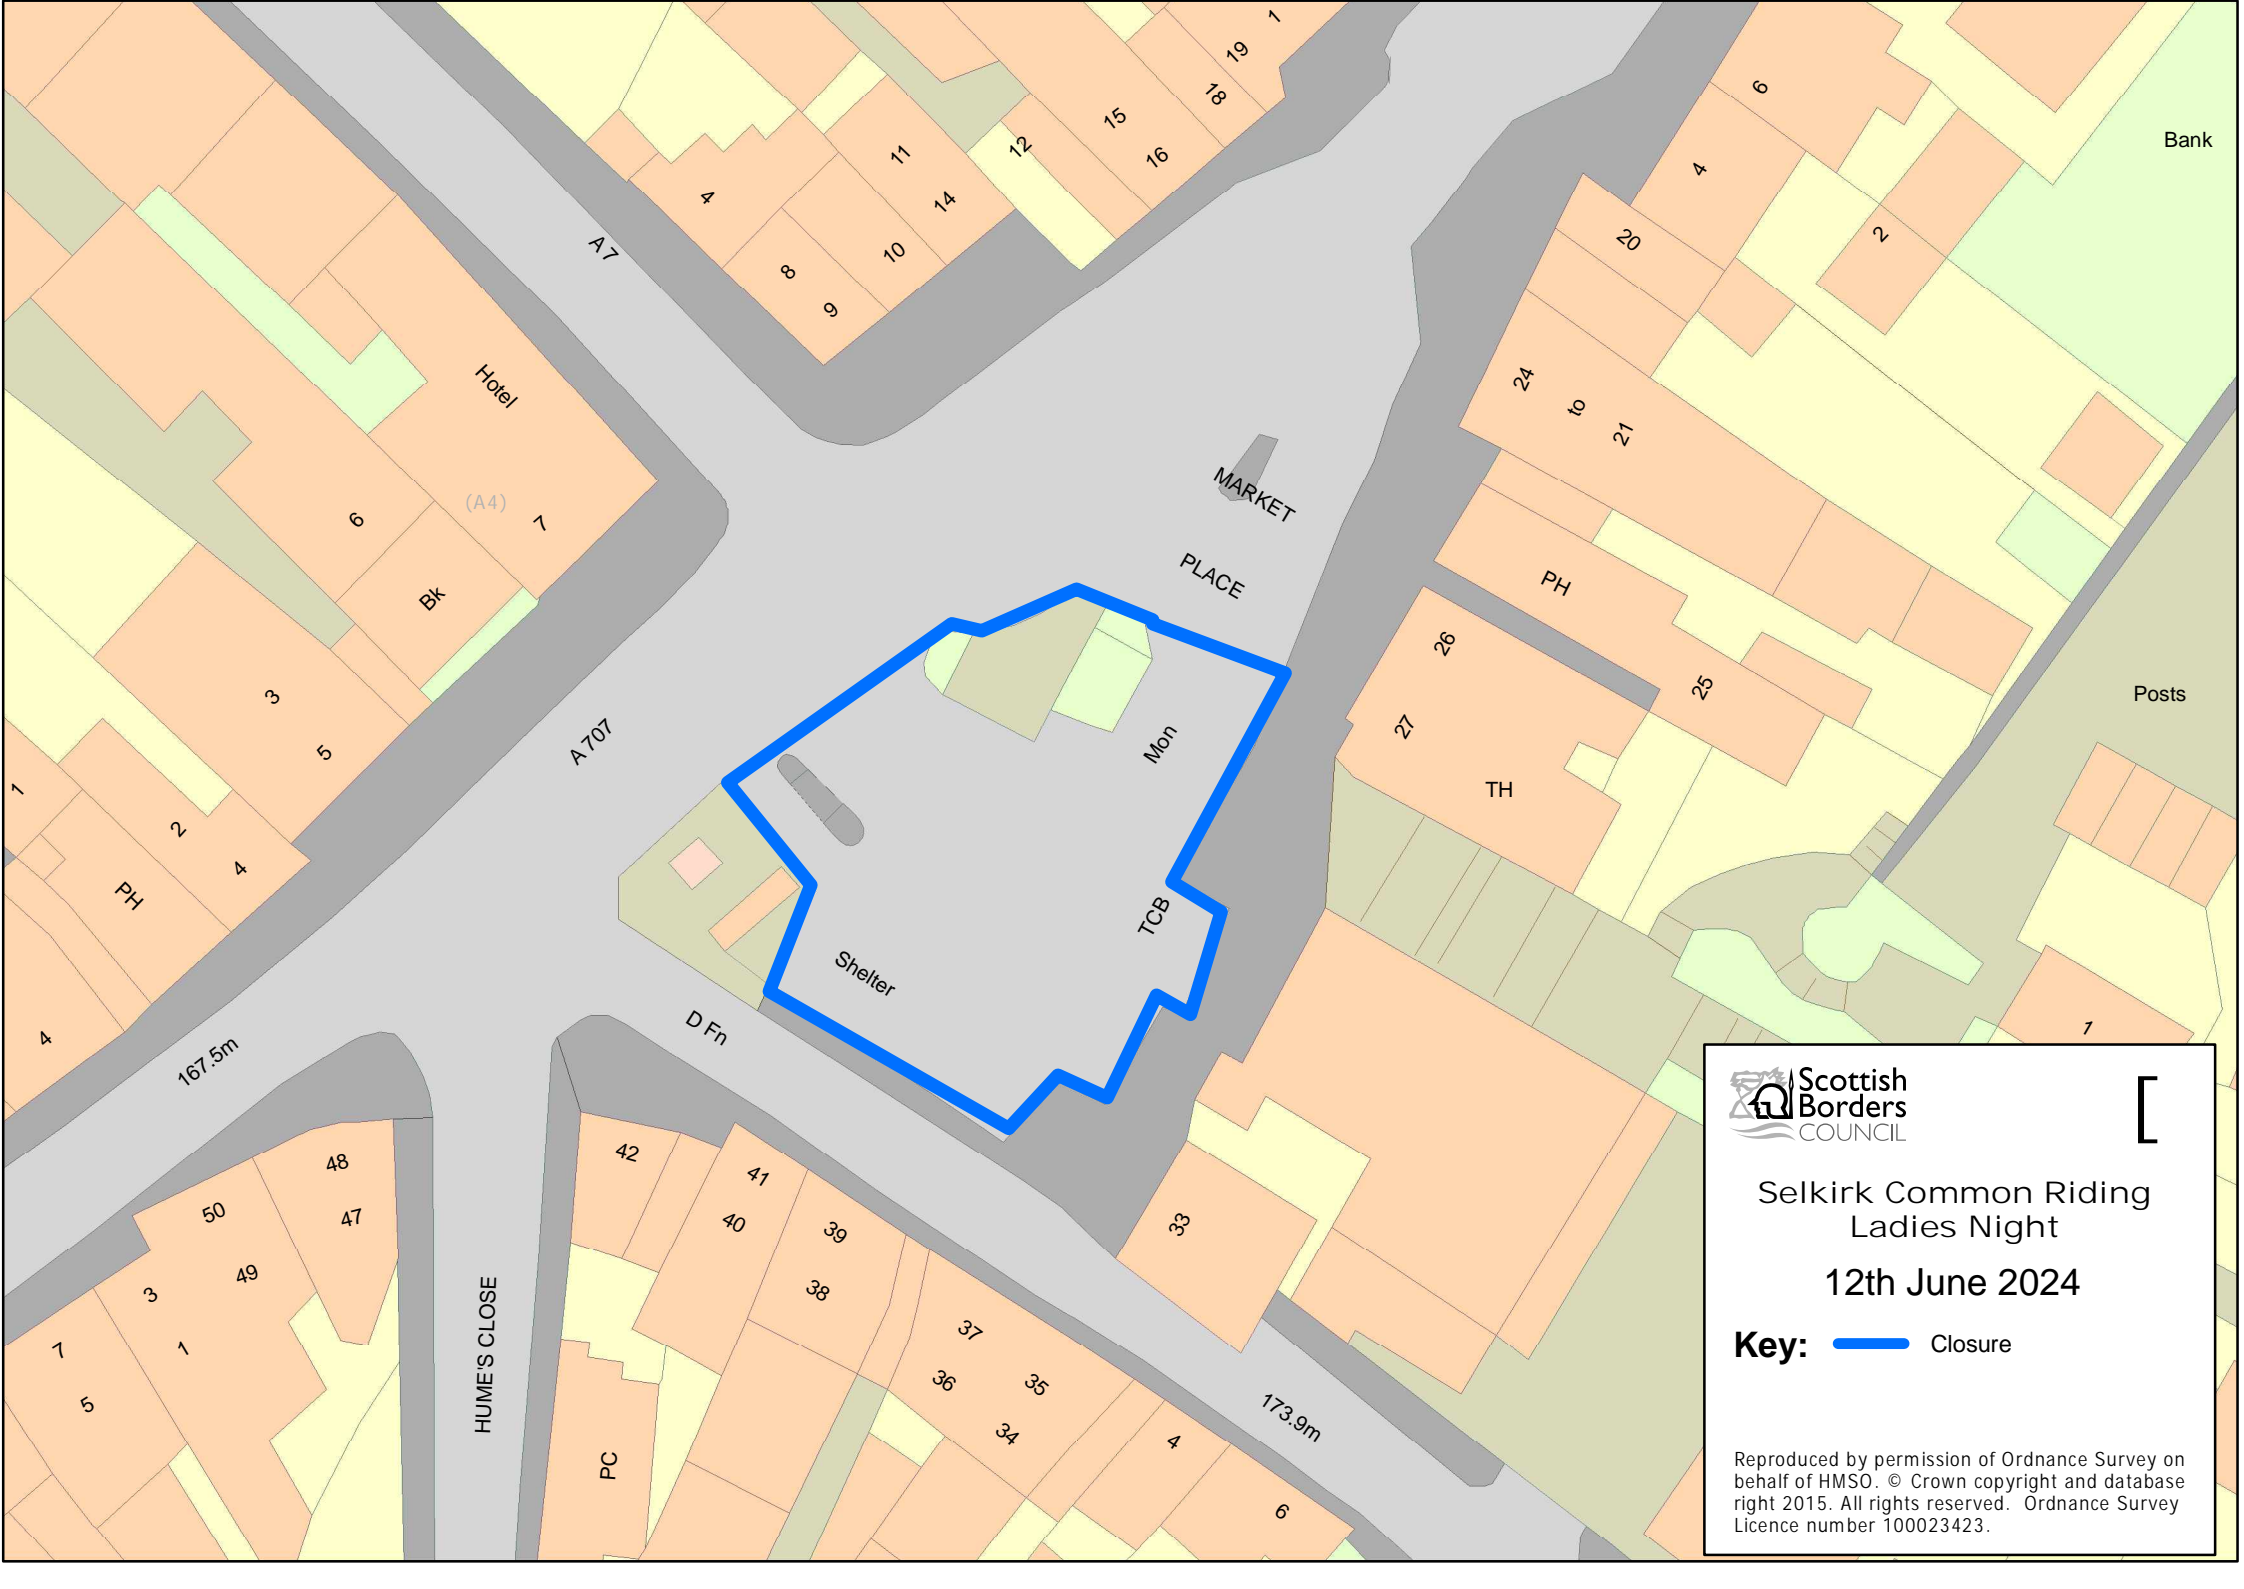 1
19
18
15
16
12
11
14
10
8
9
4
A 7
Hotel
(A4)
7
6
Bk
3
5
2
4
1
PH
4
A 707
167.5m
MARKET
PLACE
Mon
TCB
Shelter
D Fn
6
4
2
20
24
to
21
PH
26
27
25
TH
Bank
Posts
1
33
173.9m
48
47
50
49
3
1
7
5
HUME'S CLOSE
42
41
40
39
38
37
36
35
34
4
6
PC
Scottish
Borders
COUNCIL
[
Selkirk Common Riding
Ladies Night
12th June 2024
Key: Closure
Reproduced by permission of Ordnance Survey on
behalf of HMSO. © Crown copyright and database
right 2015. All rights reserved. Ordnance Survey
Licence number 100023423.